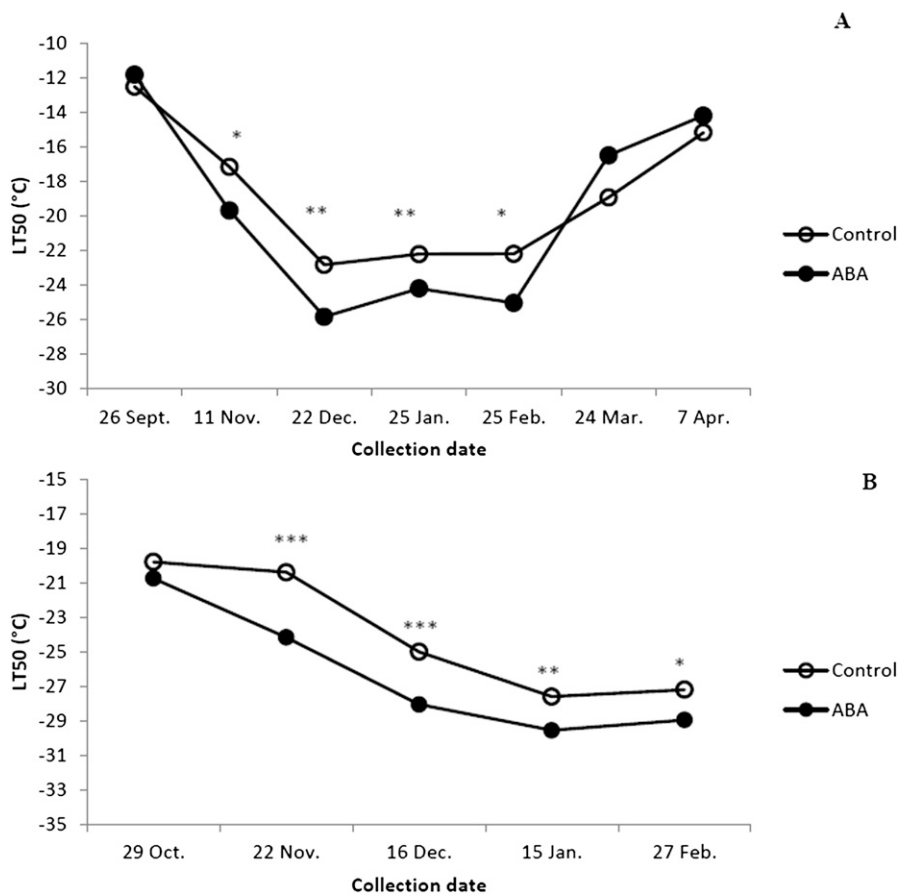 A
-10
-12
-14
-16
-18
-20
-22
-24
-26
-28
-30
LT50 (°C)
*
**
**
*
Control
ABA
26 Sept. 11 Nov. 22 Dec. 25 Jan. 25 Feb. 24 Mar. 7 Apr.
Collection date
B
-15
-17
-19
-21
-23
-25
-27
-29
-31
-33
-35
LT50 (°C)
***
***
**
*
Control
ABA
29 Oct. 22 Nov. 16 Dec. 15 Jan. 27 Feb.
Collection date